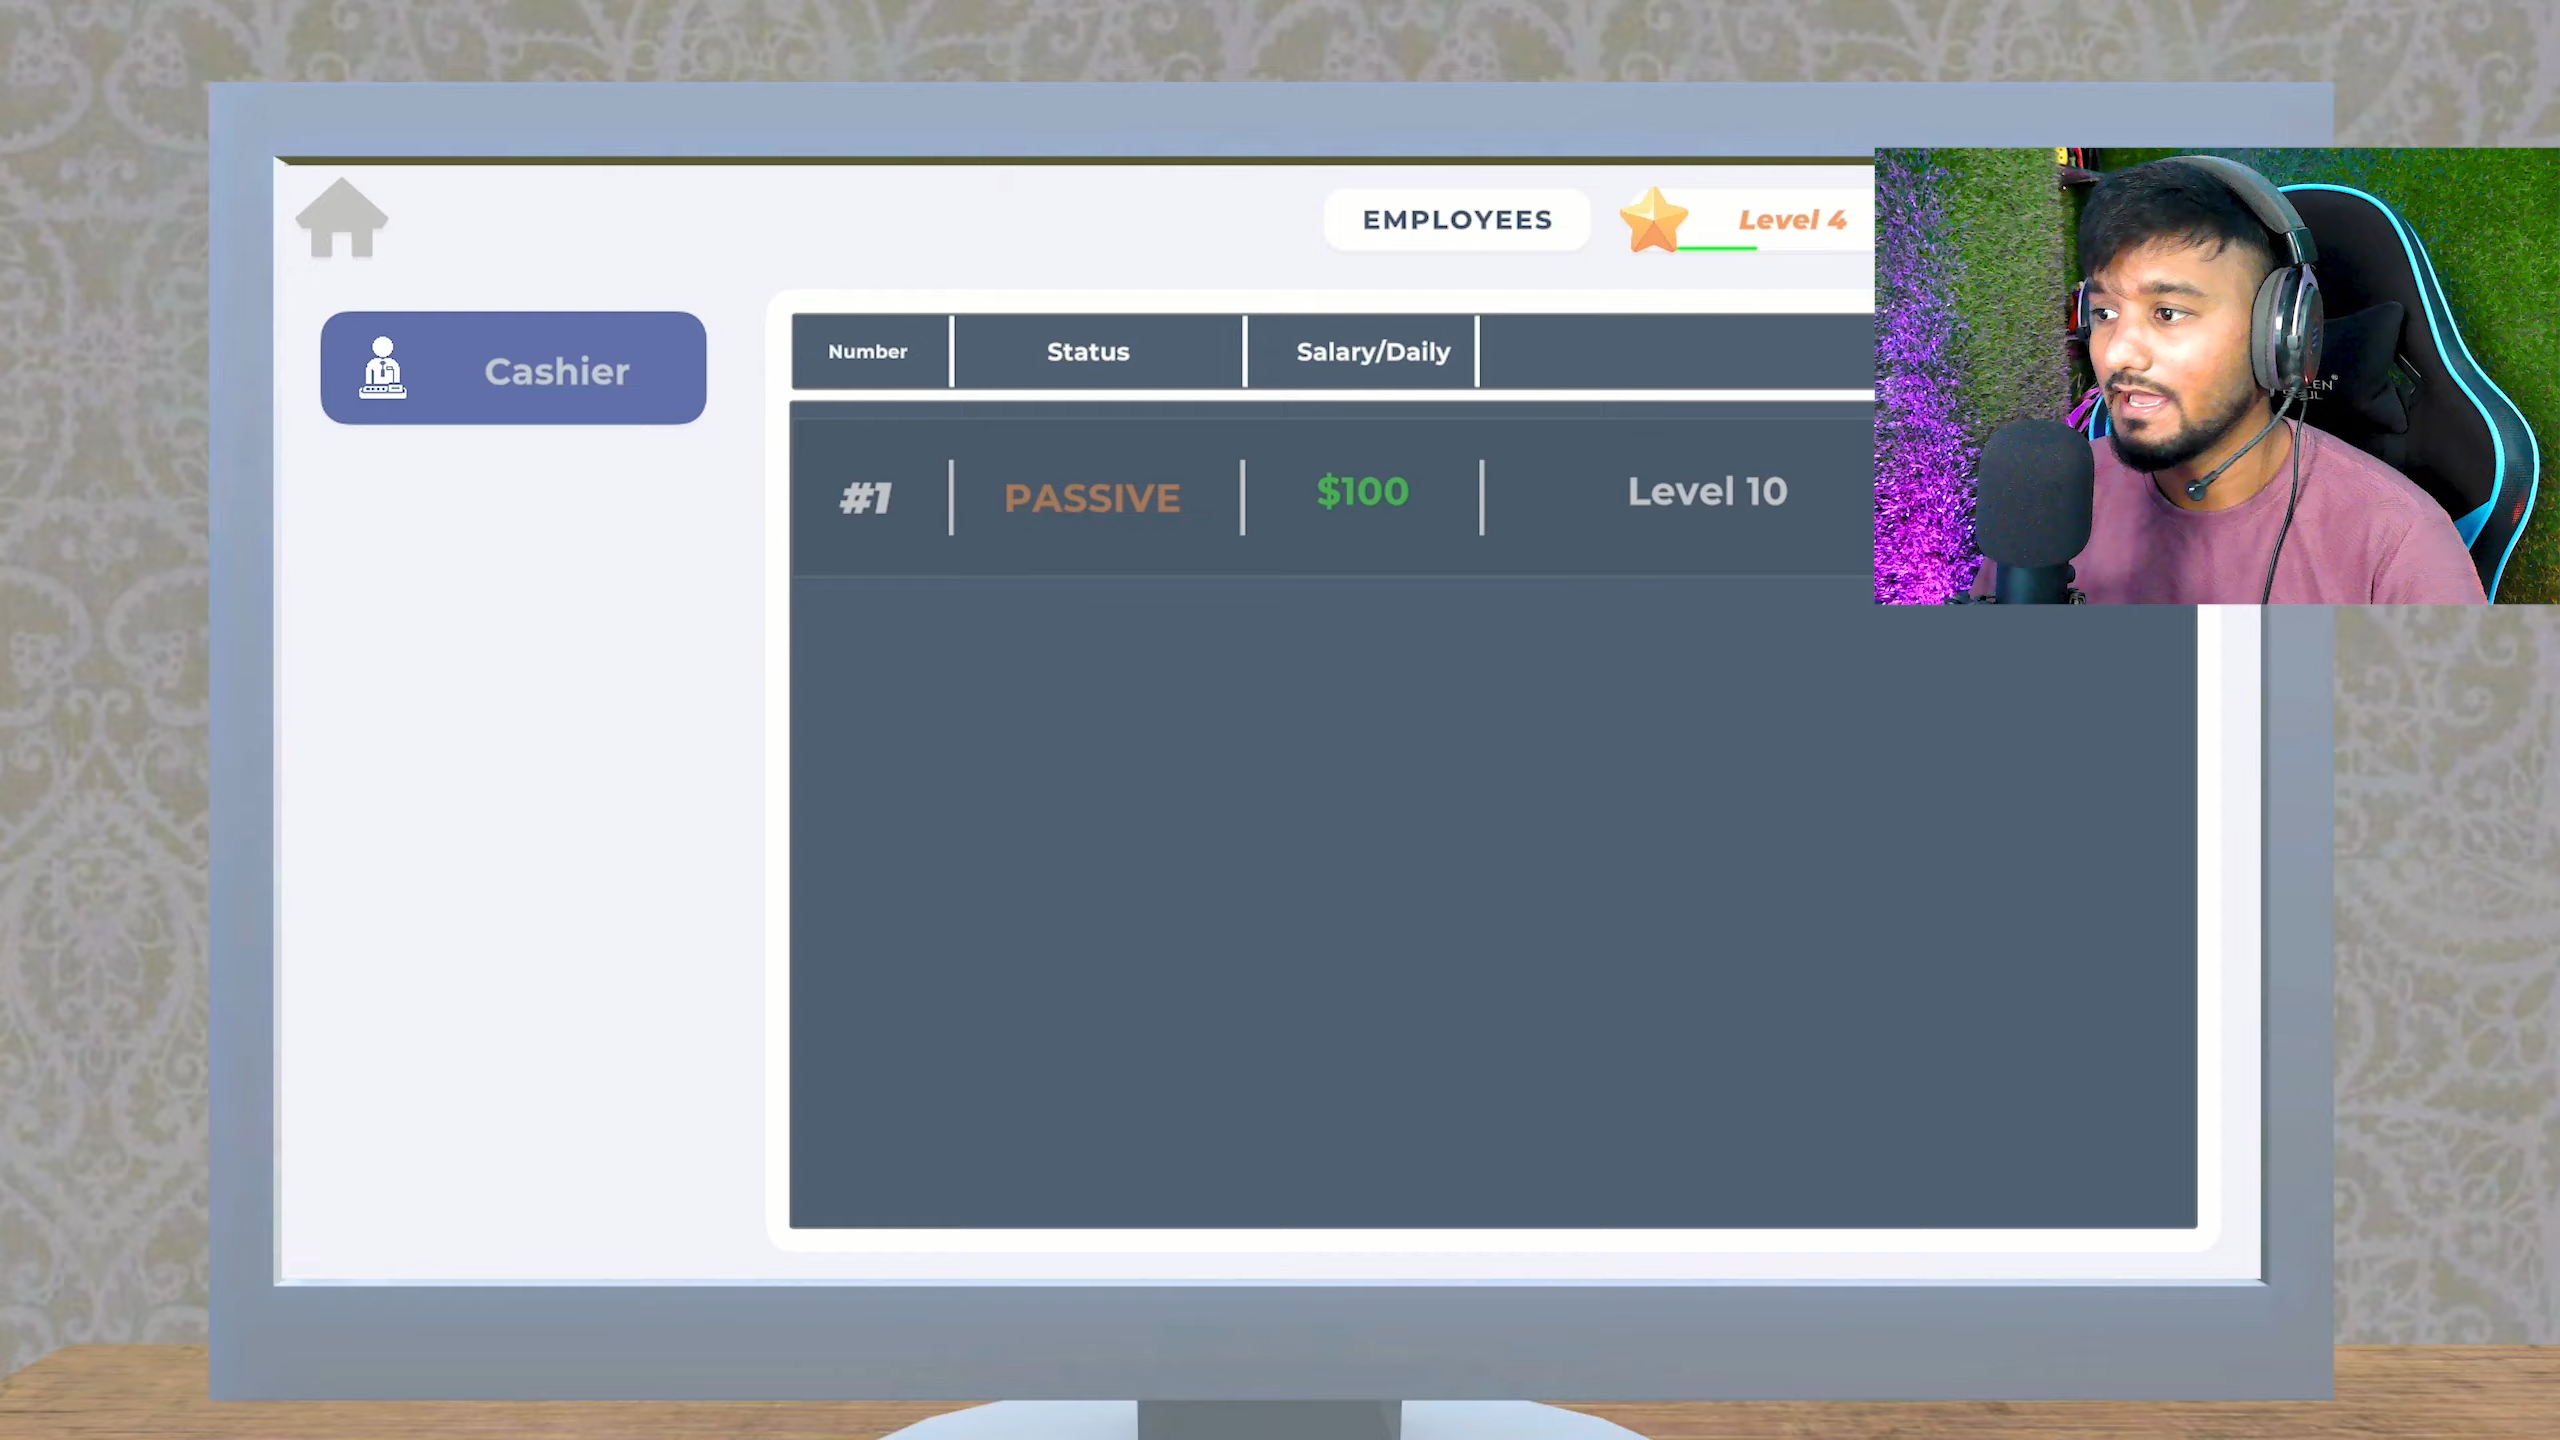 EMPLOYEES
Level 4
Cashier
Number Status Salary/Daily
#1 PASSIVE $100 Level 10